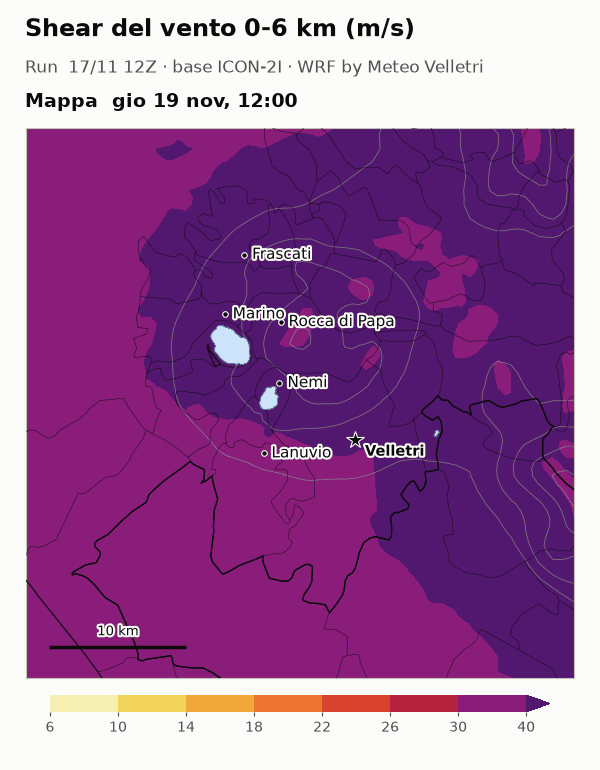 Shear del vento 0-6 km (m/s)
Run  17/11 12Z · base ICON-2I · WRF by Meteo Velletri
Mappa  gio 19 nov, 12:00
Frascati
Marino
Rocca di Papa
Nemi
Velletri
Lanuvio
10 km
6 10 14 18 22 26 30 40